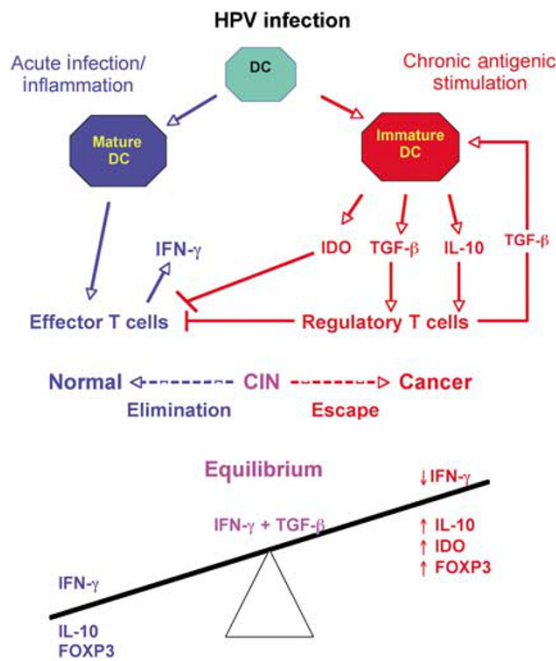 HPV infection
Acute infection/
inflammation
DC
Chronic antigenic
stimulation
Mature
DC
Immature
DC
IFN-γ
IDO
TGF-β
IL-10
TGF-β
Effector T cells
Regulatory T cells
Normal
CIN
Cancer
Elimination
Escape
Equilibrium
↓ IFN-γ
IFN-γ + TGF-β
↑ IL-10
↑ IDO
↑ FOXP3
IFN-γ
IL-10
FOXP3